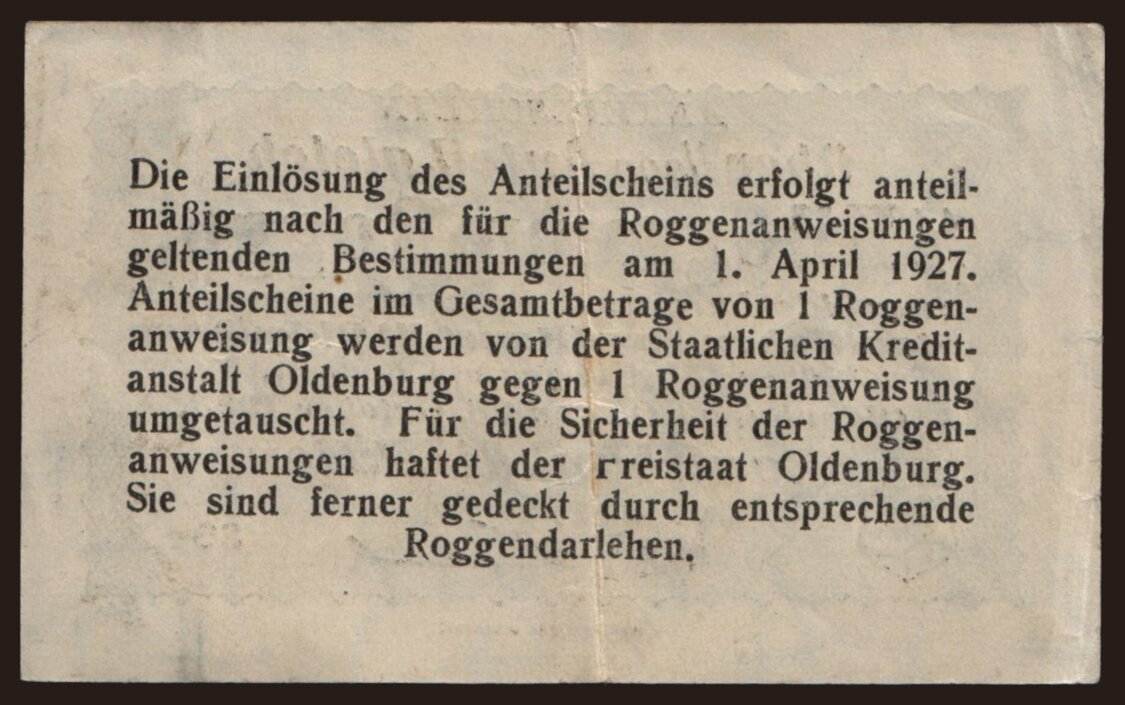 Die Einlösung des Anteilscheins erfolgt anteil-
mäßig nach den für die Roggenanweisungen
geltenden Bestimmungen am 1. April 1927.
Anteilscheine im Gesamtbetrage von 1 Roggen-
anweisung werden von der Staatlichen Kredit-
anstalt Oldenburg gegen 1 Roggenanweisung
umgetauscht. Für die Sicherheit der Roggen-
anweisungen haftet der Freistaat Oldenburg.
Sie sind ferner gedeckt durch entsprechende
Roggendarlehen.